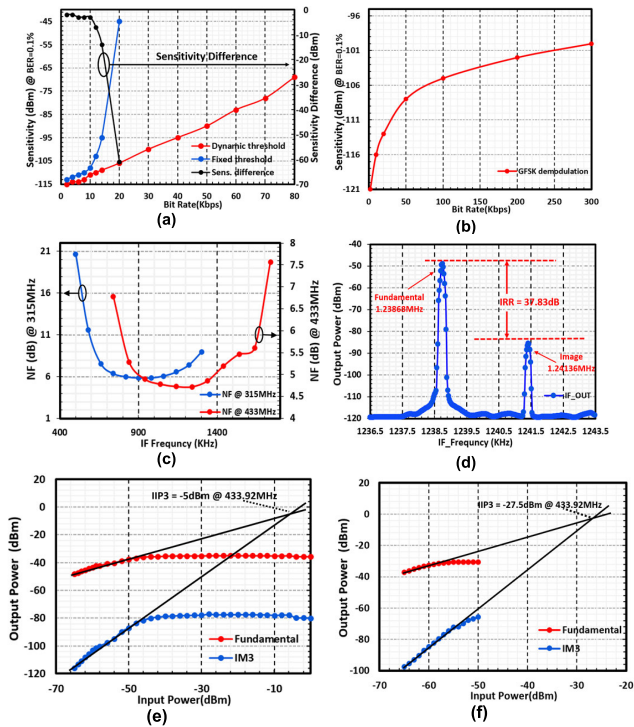 Sensitivity (dBm) @ BER=0.1%
-45
-55
-65
-75
-85
-95
-105
-115
Sensitivity Difference
Dynamic threshold
Fixed threshold
Sens. difference
0
10
20
30
40
50
60
70
80
Bit Rate(Kbps)
0
-10
-20
-30
-40
-50
-60
-70
Sensitivity Difference (dBm)
(a)
Sensitivity (dBm) @ BER=0.1%
-96
-101
-106
-111
-116
-121
GFSK demodulation
0
50
100
150
200
250
300
Bit Rate(Kbps)
(b)
NF (dB) @ 315MHz
21
16
11
6
1
NF @ 315MHz
NF @ 433MHz
400
900
1400
IF Frequncy (KHz)
8
7.5
7
6.5
6
5.5
5
4.5
4
NF (dB) @ 433MHz
(c)
Output Power (dBm)
-40
-50
-60
-70
-80
-90
-100
-110
-120
Fundamental
1.23868MHz
IRR = 37.83dB
Image
1.24136MHz
IF_OUT
1236.5
1237.5
1238.5
1239.5
1240.5
1241.5
1242.5
1243.5
IF_Frequncy (KHz)
(d)
Output Power (dBm)
20
0
-20
-40
-60
-80
-100
-120
IIP3 = -5dBm @ 433.92MHz
Fundamental
IM3
-70
-50
-30
-10
Input Power(dBm)
(e)
Output Power (dBm)
20
0
-20
-40
-60
-80
-100
IIP3 = -27.5dBm @ 433.92MHz
Fundamental
IM3
-70
-60
-50
-40
-30
-20
Input Power(dBm)
(f)